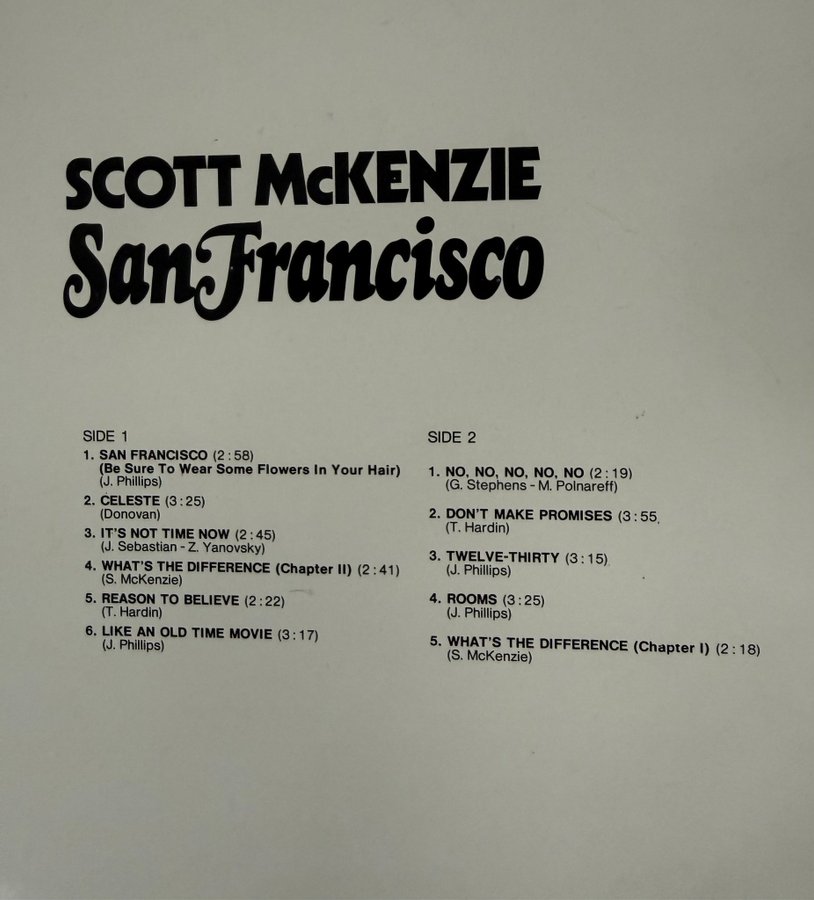 SCOTT McKENZIE
San Francisco
SIDE 1
1. SAN FRANCISCO (2:58)
(Be Sure To Wear Some Flowers In Your Hair)
(J. Phillips)
2. CELESTE (3:25)
(Donovan)
3. IT'S NOT TIME NOW (2:45)
(J. Sebastian - Z. Yanovsky)
4. WHAT'S THE DIFFERENCE (Chapter II) (2:41)
(S. McKenzie)
5. REASON TO BELIEVE (2:22)
(T. Hardin)
6. LIKE AN OLD TIME MOVIE (3:17)
(J. Phillips)
SIDE 2
1. NO, NO, NO, NO, NO (2:19)
(G. Stephens - M. Polnareff)
2. DON'T MAKE PROMISES (3:55)
(T. Hardin)
3. TWELVE-THIRTY (3:15)
(J. Phillips)
4. ROOMS (3:25)
(J. Phillips)
5. WHAT'S THE DIFFERENCE (Chapter I) (2:18)
(S. McKenzie)